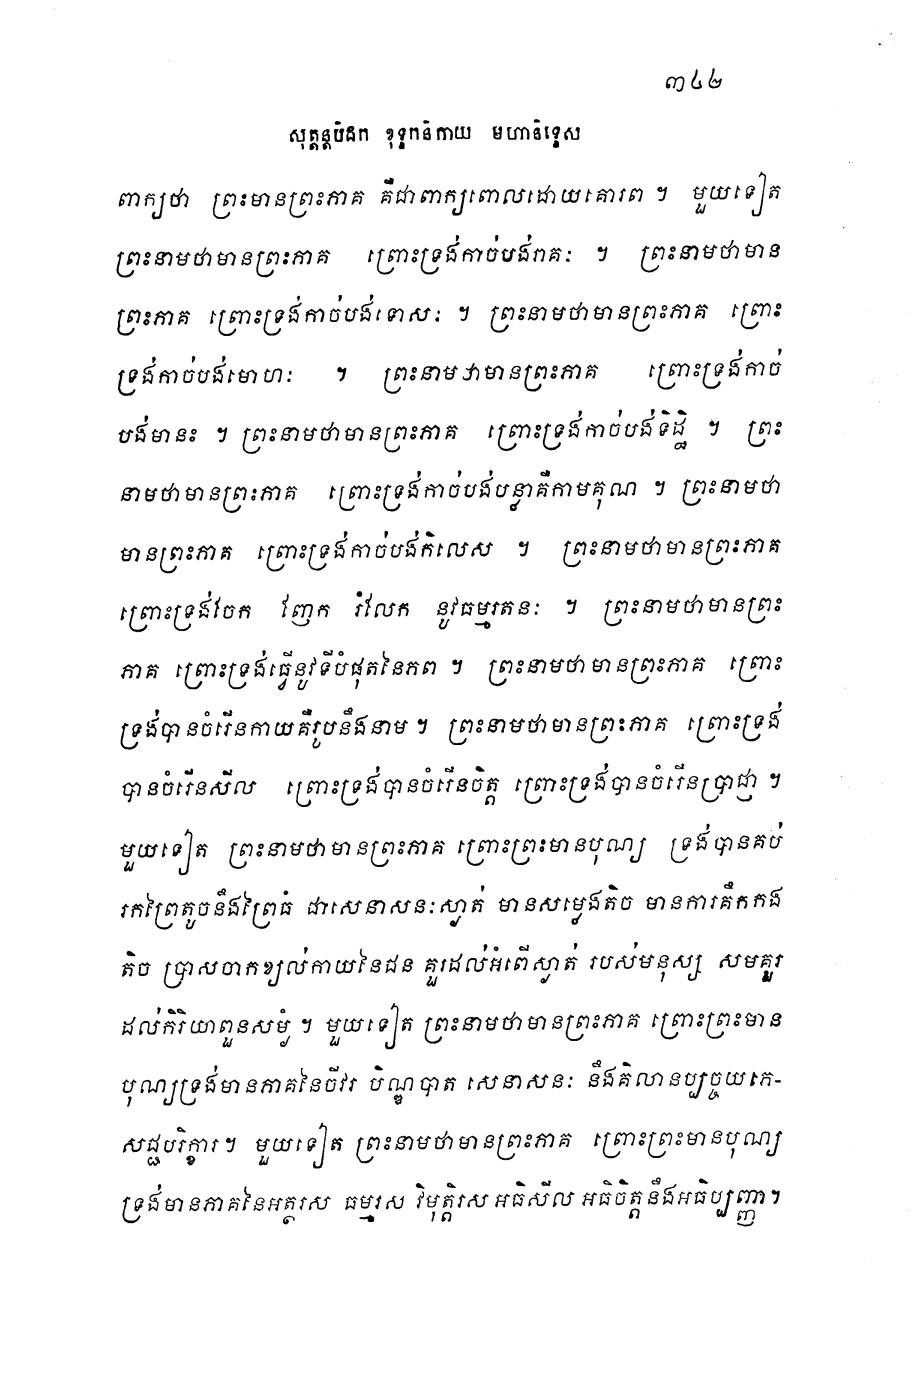 ៣៤២
សុត្តន្តបិដក ខុទ្ទកនិកាយ មហានិទ្ទេស
ពាក្យថា ព្រះមានព្រះភាគ គឺជាពាក្យពោលដោយគោរព ។ មួយទៀត
ព្រះនាមថាមានព្រះភាគ ព្រោះទ្រង់កាច់បង់រាគៈ ។ ព្រះនាមថាមាន
ព្រះភាគ ព្រោះទ្រង់កាច់បង់ទោសៈ ។ ព្រះនាមថាមានព្រះភាគ ព្រោះ
ទ្រង់កាច់បង់មោហៈ ។ ព្រះនាមថាមានព្រះភាគ ព្រោះទ្រង់កាច់
បង់មានះ ។ ព្រះនាមថាមានព្រះភាគ ព្រោះទ្រង់កាច់បង់ទិដ្ឋិ ។ ព្រះ
នាមថាមានព្រះភាគ ព្រោះទ្រង់កាច់បង់បន្លាគឺកាមគុណ ។ ព្រះនាមថា
មានព្រះភាគ ព្រោះទ្រង់កាច់បង់កិលេស ។ ព្រះនាមថាមានព្រះភាគ
ព្រោះទ្រង់ចែក ញែក រំលែក នូវធម្មរតនៈ ។ ព្រះនាមថាមានព្រះ
ភាគ ព្រោះទ្រង់ធ្វើនូវទីបំផុតនៃភព ។ ព្រះនាមថាមានព្រះភាគ ព្រោះ
ទ្រង់បានចំរើនកាយគឺរូបនឹងនាម ។ ព្រះនាមថាមានព្រះភាគ ព្រោះទ្រង់
បានចំរើនសីល ព្រោះទ្រង់បានចំរើនចិត្ត ព្រោះទ្រង់បានចំរើនប្រាជ្ញា ។
មួយទៀត ព្រះនាមថាមានព្រះភាគ ព្រោះព្រះមានបុណ្យ ទ្រង់បានគប់
រកព្រៃតូចនឹងព្រៃធំ ជាសេនាសនៈស្ងាត់ មានសម្លេងតិច មានការគឹកកង
តិច ប្រាសចាកខ្យល់កាយនៃជន គួរដល់អំពើស្ងាត់ របស់មនុស្ស សមគួរ
ដល់កិរិយាពួនសម្ងំ ។ មួយទៀត ព្រះនាមថាមានព្រះភាគ ព្រោះព្រះមាន
បុណ្យទ្រង់មានភាគនៃចីវរ បិណ្ឌបាត សេនាសនៈ នឹងគិលានប្បច្ចយភេ-
សជ្ជបរិក្ខារ ។ មួយទៀត ព្រះនាមថាមានព្រះភាគ ព្រោះព្រះមានបុណ្យ
ទ្រង់មានភាគនៃអត្ថរស ធម្មរស វិមុត្តិរស អធិសីល អធិចិត្តនឹងអធិប្បញ្ញា ។